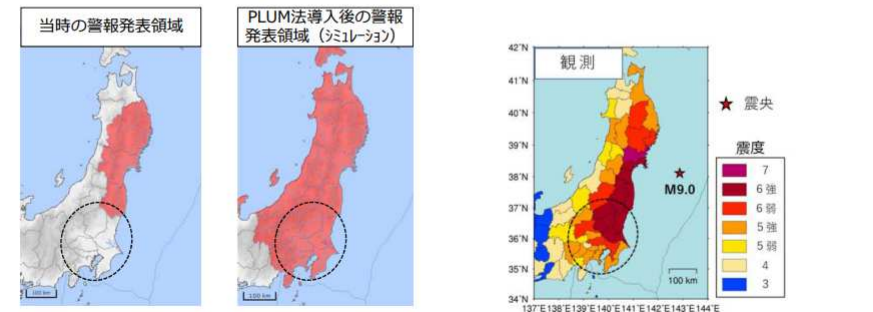 当時の警報発表領域
PLUM法導入後の警報
発表領域（ｼﾐｭﾚｰｼｮﾝ）
100 km
100 km
観測
42˚N
41˚N
40˚N
39˚N
38˚N
37˚N
36˚N
35˚N
34˚N
137˚E 138˚E 139˚E 140˚E 141˚E 142˚E 143˚E 144˚E
M9.0
100 km
震央
震度
7
6強
6弱
5強
5弱
4
3